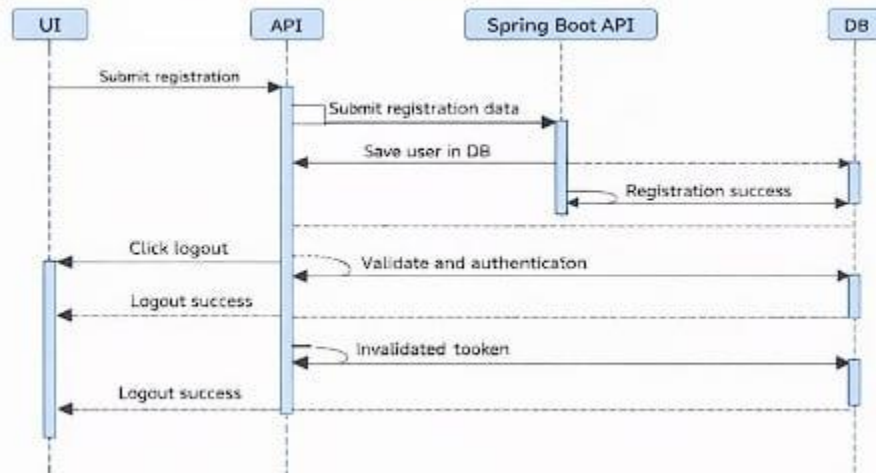 UI
API
Spring Boot API
DB
Submit registration
Submit registration data
Save user in DB
Registration success
Click logout
Validate and authenticaton
Logout success
Invalidated tooken
Logout success